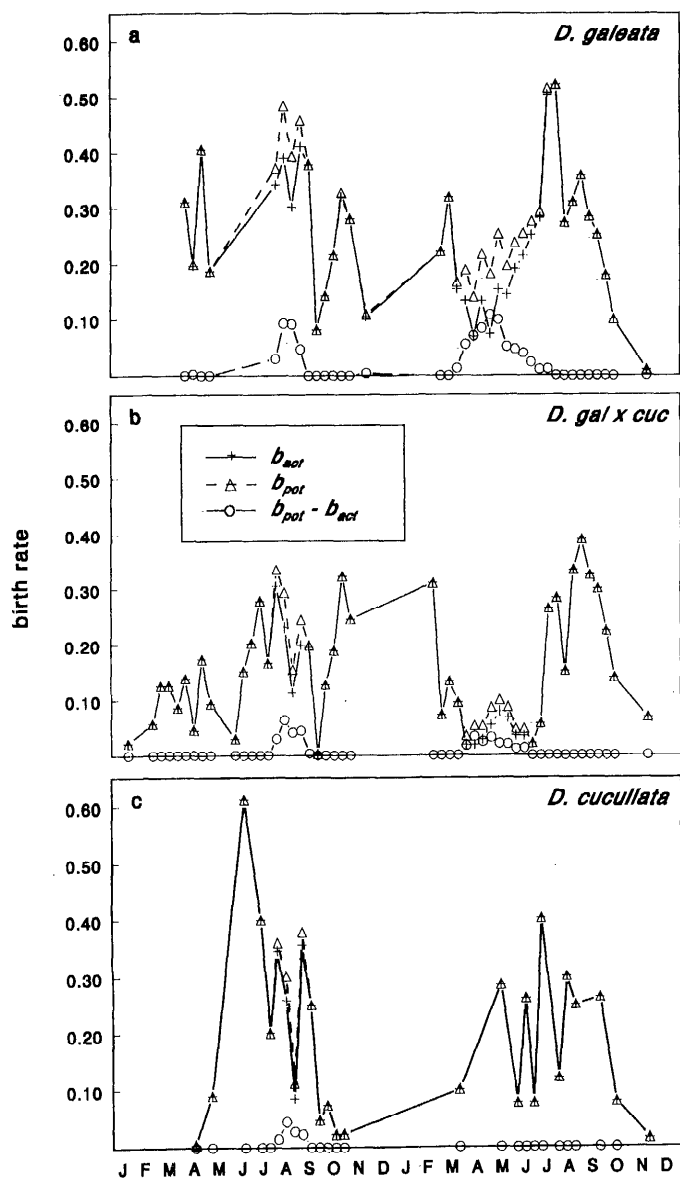 a
D. galeata
0.60
0.50
0.40
0.30
0.20
0.10
b
D. gal x cuc
0.60
0.50
0.40
0.30
0.20
0.10
b_act
b_pot
b_pot - b_act
birth rate
c
D. cucullata
0.60
0.50
0.40
0.30
0.20
0.10
J F M A M J J A S O N D J F M A M J J A S O N D